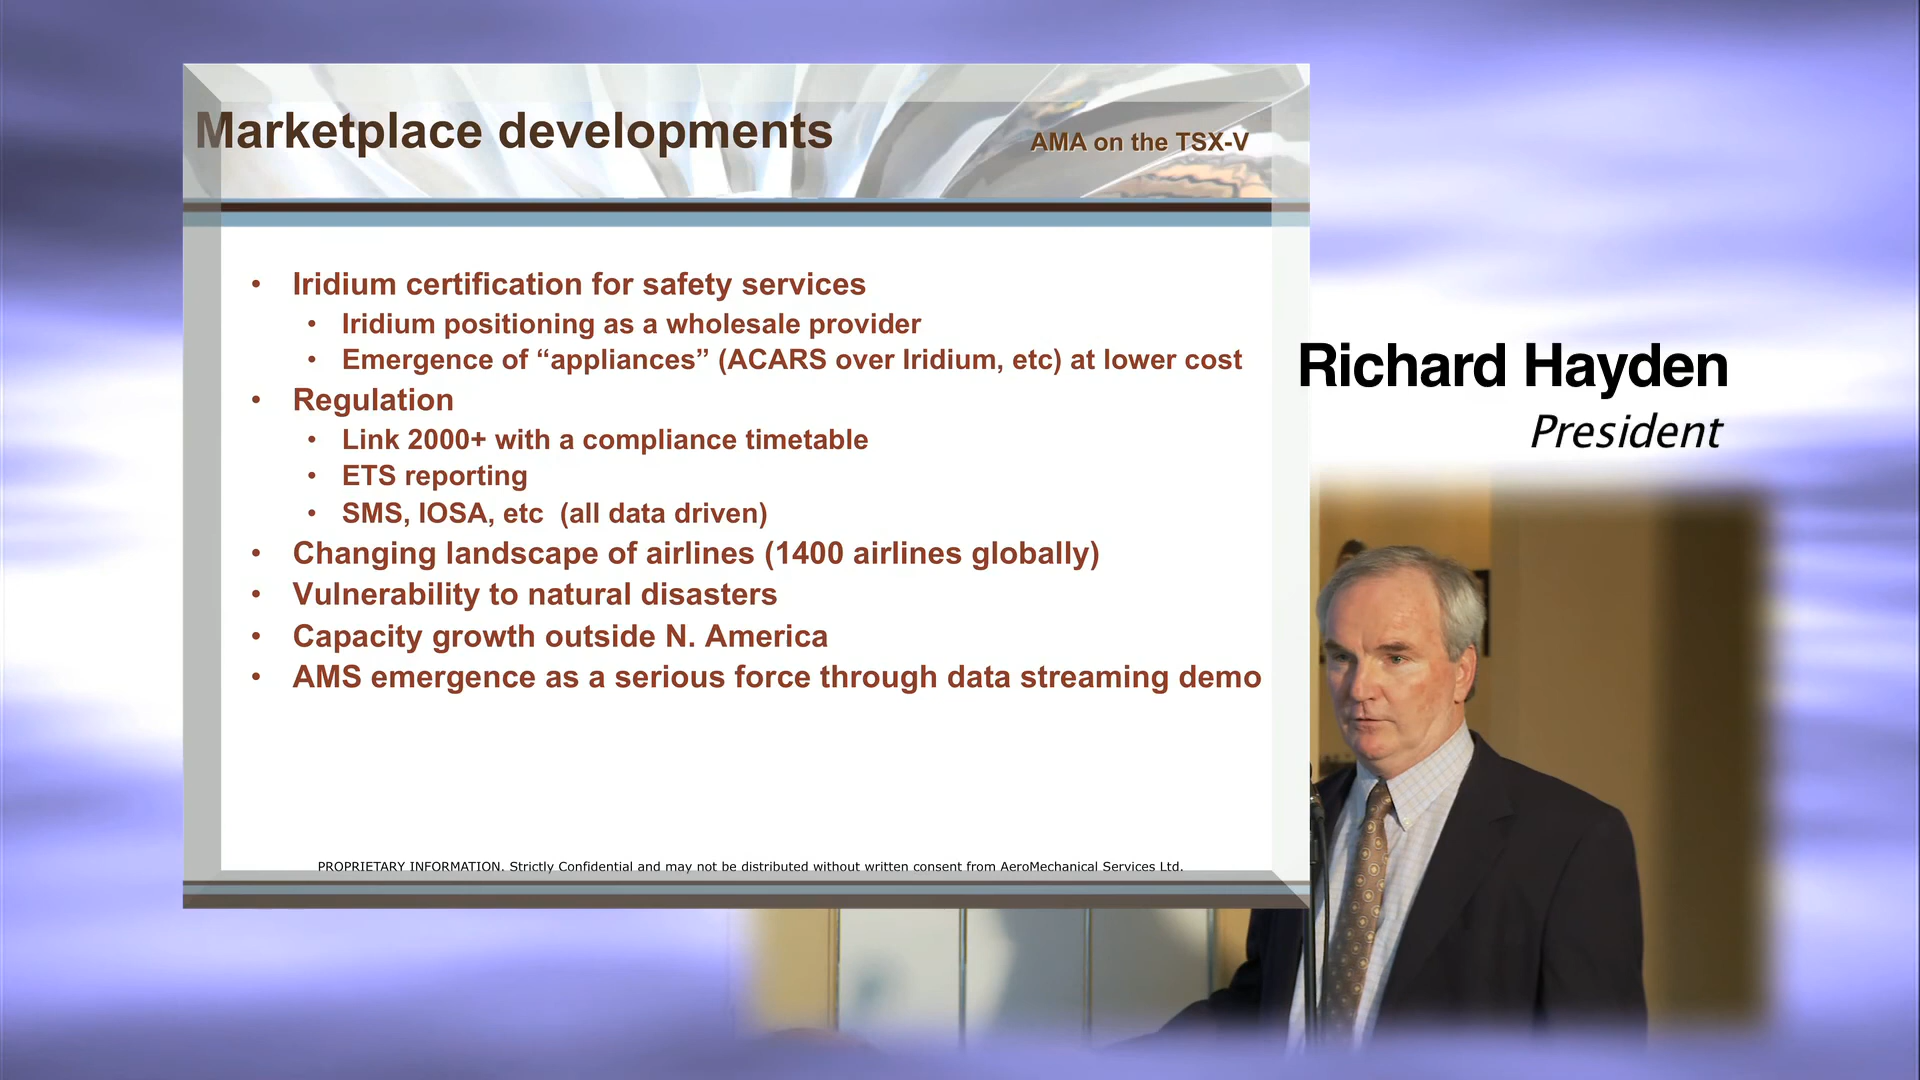 Marketplace developments
AMA on the TSX-V
• Iridium certification for safety services
• Iridium positioning as a wholesale provider
• Emergence of “appliances” (ACARS over Iridium, etc) at lower cost
• Regulation
• Link 2000+ with a compliance timetable
• ETS reporting
• SMS, IOSA, etc  (all data driven)
• Changing landscape of airlines (1400 airlines globally)
• Vulnerability to natural disasters
• Capacity growth outside N. America
• AMS emergence as a serious force through data streaming demo
PROPRIETARY INFORMATION. Strictly Confidential and may not be distributed without written consent from AeroMechanical Services Ltd.
Richard Hayden
President